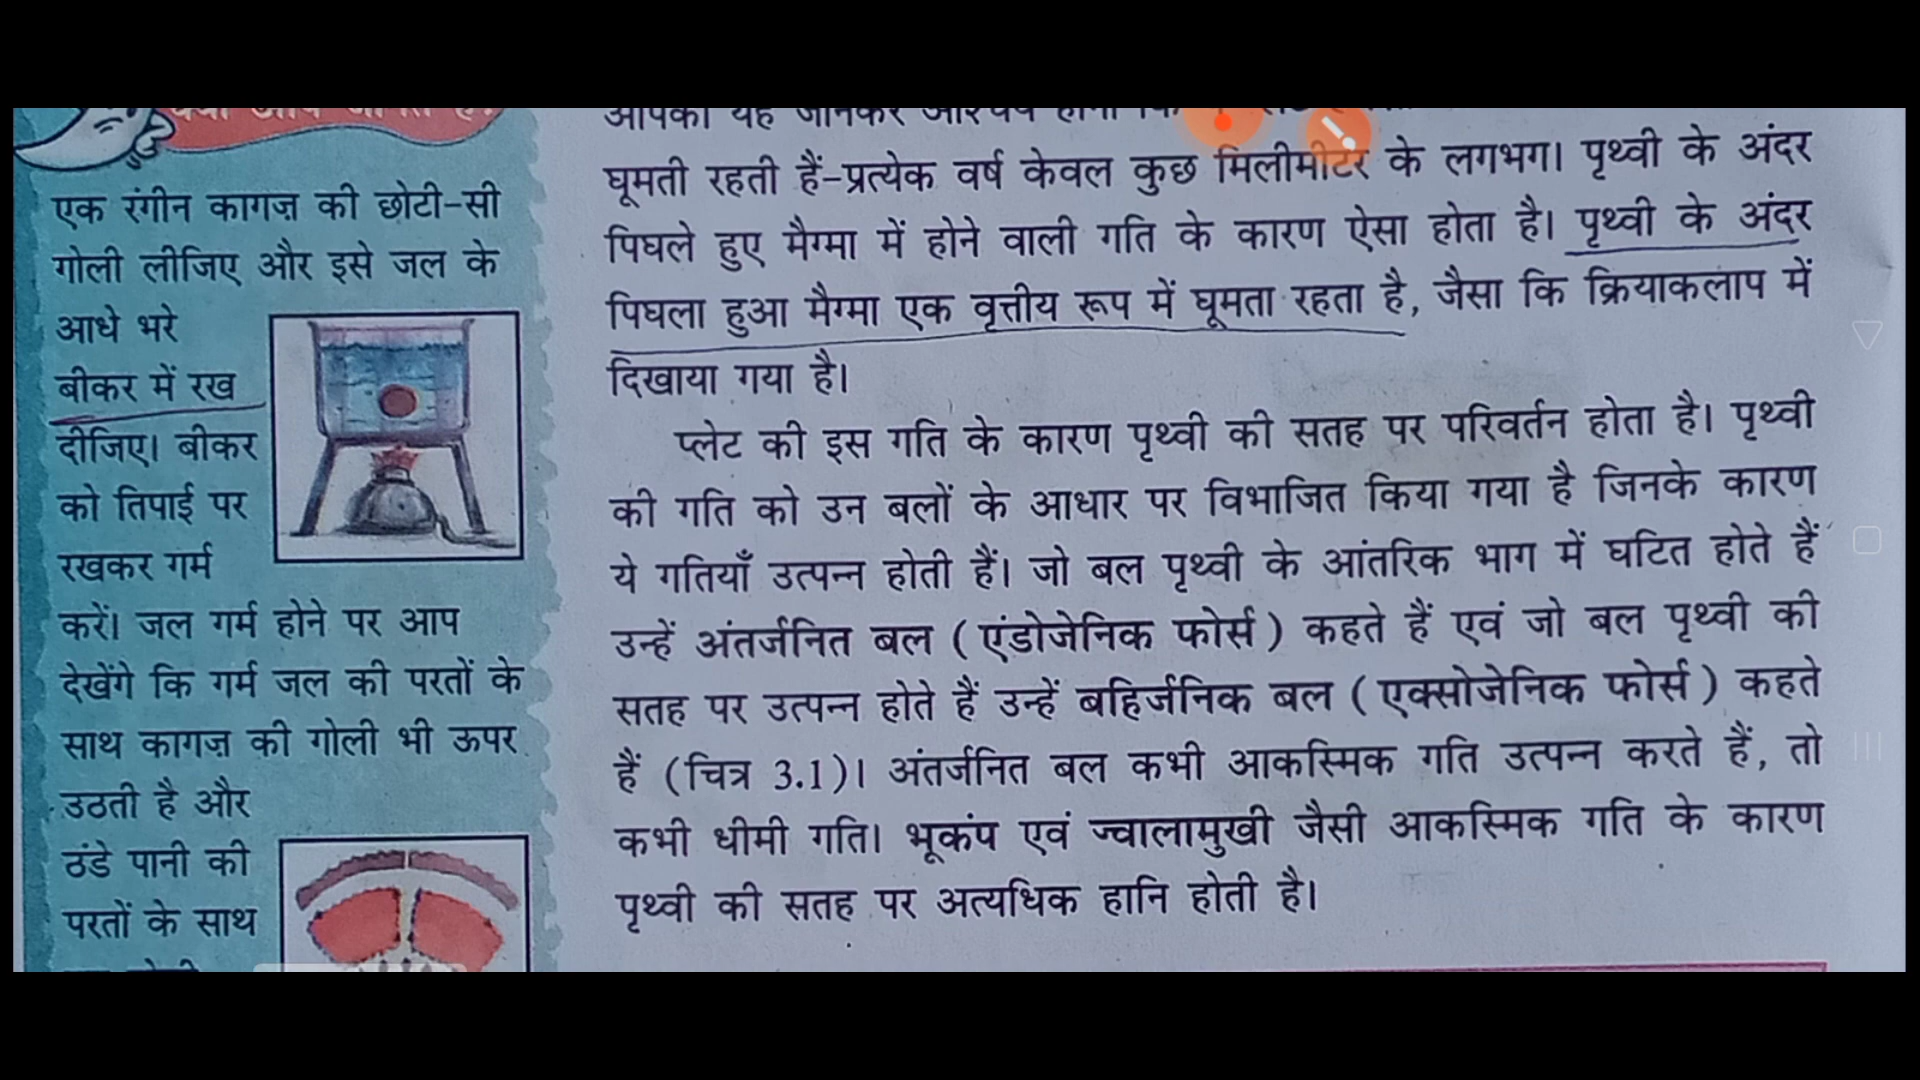 एक रंगीन कागज़ की छोटी-सी
गोली लीजिए और इसे जल के
आधे भरे
बीकर में रख
दीजिए। बीकर
को तिपाई पर
रखकर गर्म
करें। जल गर्म होने पर आप
देखेंगे कि गर्म जल की परतों के
साथ कागज़ की गोली भी ऊपर
उठती है और
ठंडे पानी की
परतों के साथ
आपको यह जानकर
घूमती रहती हैं-प्रत्येक वर्ष केवल कुछ मिलीमीटर के लगभग। पृथ्वी के अंदर
पिघले हुए मैग्मा में होने वाली गति के कारण ऐसा होता है। पृथ्वी के अंदर
पिघला हुआ मैग्मा एक वृत्तीय रूप में घूमता रहता है, जैसा कि क्रियाकलाप में
दिखाया गया है।
प्लेट की इस गति के कारण पृथ्वी की सतह पर परिवर्तन होता है। पृथ्वी
की गति को उन बलों के आधार पर विभाजित किया गया है जिनके कारण
ये गतियाँ उत्पन्न होती हैं। जो बल पृथ्वी के आंतरिक भाग में घटित होते हैं
उन्हें अंतर्जनित बल (एंडोजेनिक फोर्स) कहते हैं एवं जो बल पृथ्वी की
सतह पर उत्पन्न होते हैं उन्हें बहिर्जनिक बल (एक्सोजेनिक फोर्स) कहते
हैं (चित्र 3.1)। अंतर्जनित बल कभी आकस्मिक गति उत्पन्न करते हैं, तो
कभी धीमी गति। भूकंप एवं ज्वालामुखी जैसी आकस्मिक गति के कारण
पृथ्वी की सतह पर अत्यधिक हानि होती है।